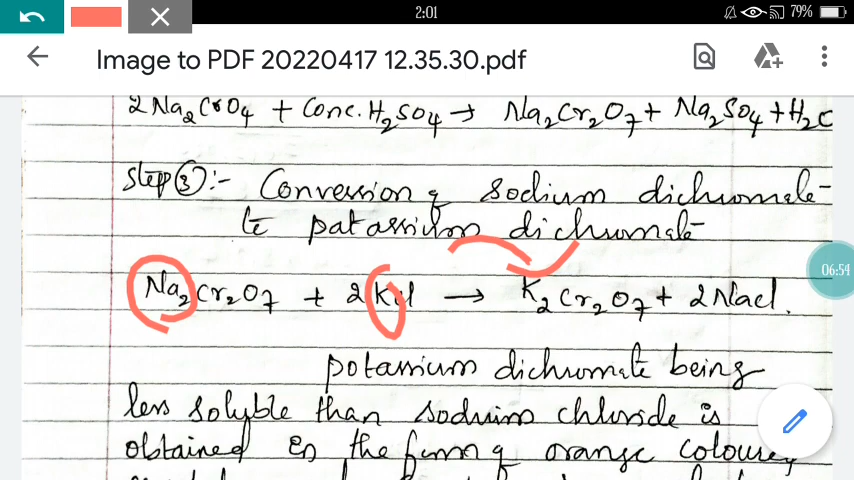 2:01
79%
Image to PDF 20220417 12.35.30.pdf
2Na2CrO4 + Conc. H2SO4 → Na2Cr2O7 + Na2SO4 + H2O
Step ③:- Conversion of sodium dichromate
to patassium dichromate
06:54
Na2Cr2O7 + 2KCl → K2Cr2O7 + 2Nacl.
potassium dichromate being
less soluble than sodium chloride is
obtained in the form of orange coloured